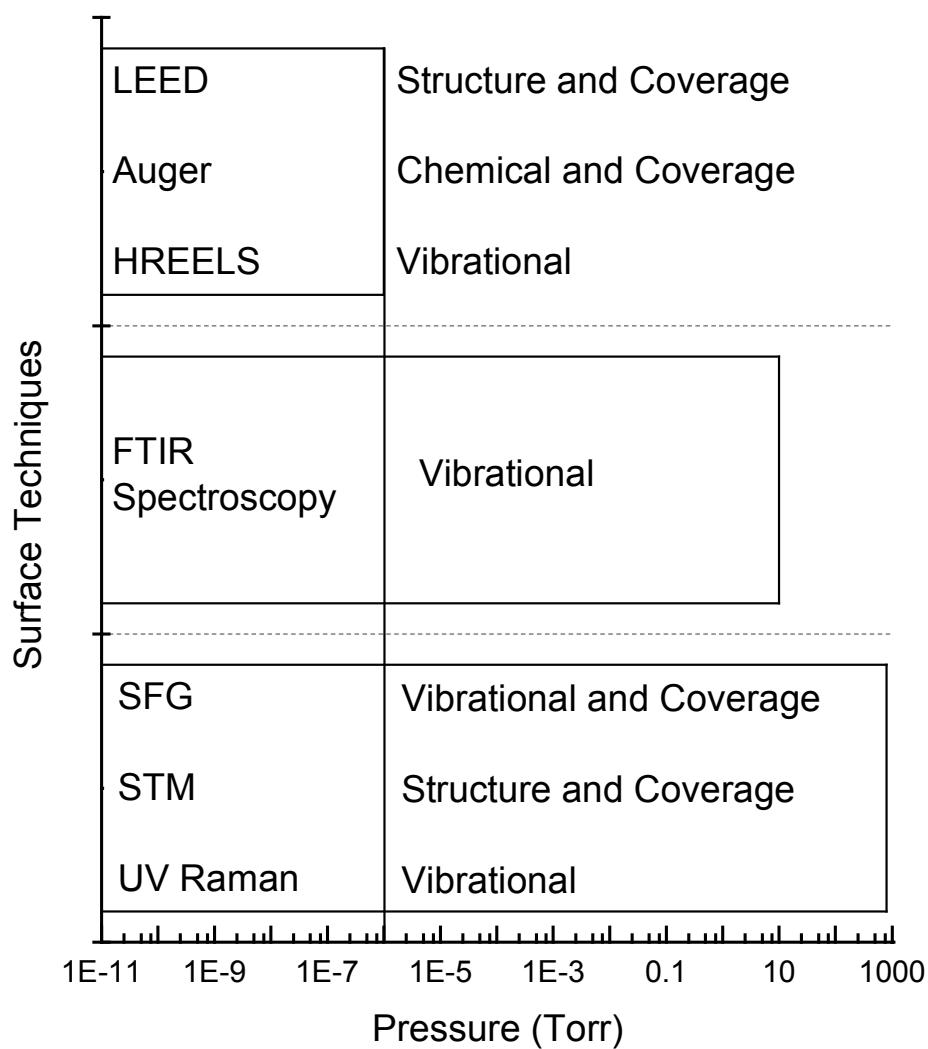 LEED Structure and Coverage
Auger Chemical and Coverage
HREELS Vibrational
FTIR
Spectroscopy
Vibrational
SFG Vibrational and Coverage
STM Structure and Coverage
UV Raman Vibrational
Surface Techniques
1E-11 1E-9 1E-7 1E-5 1E-3 0.1 10 1000
Pressure (Torr)